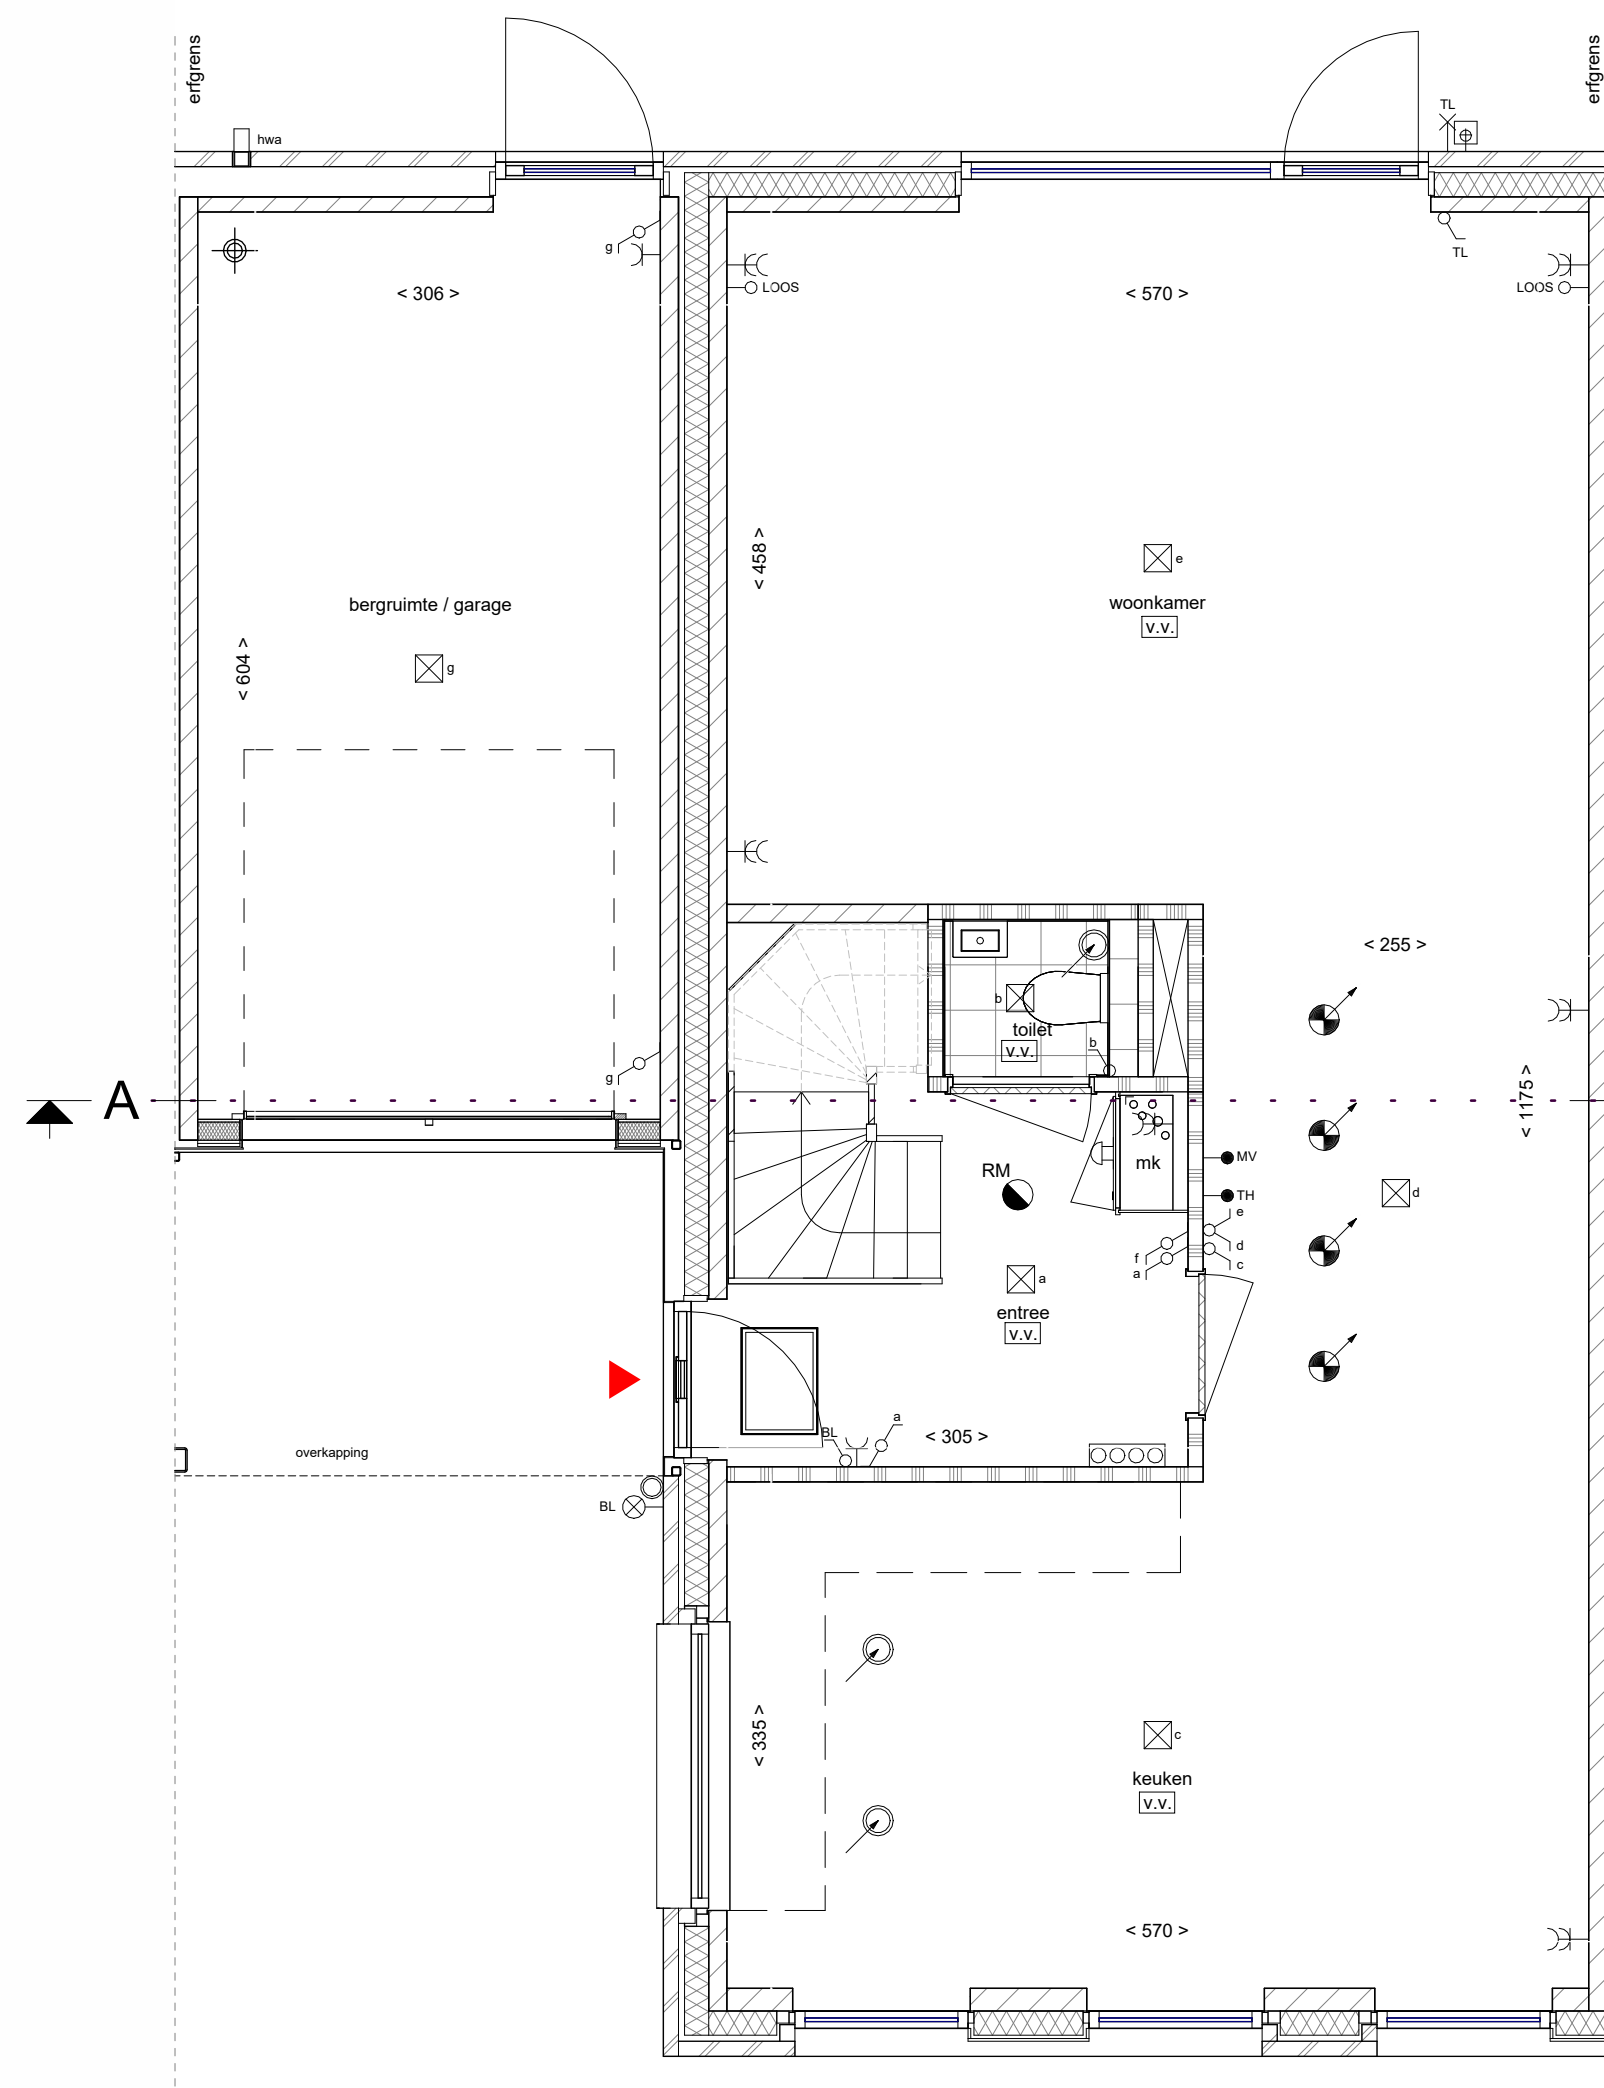 erfgrens
erfgrens
TL
hwa
g
TL
< 306 >
LOOS
< 570 >
LOOS
< 458 >
e
bergruimte / garage
woonkamer
v.v.
< 604 >
g
< 255 >
b
toilet
v.v.
b
g
A
< 1175 >
RM
mk
MV
TH
d
e
f
d
a
c
a
entree
v.v.
a
BL
< 305 >
overkapping
BL
< 335 >
c
keuken
v.v.
< 570 >